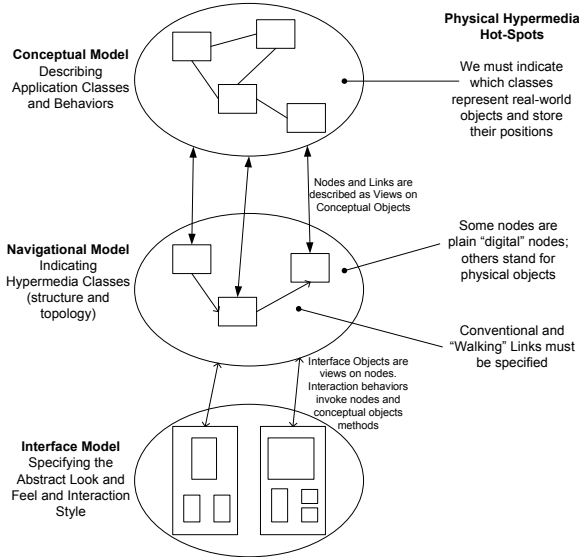 Physical Hypermedia
Hot-Spots
Conceptual Model
Describing
Application Classes
and Behaviors
We must indicate
which classes
represent real-world
objects and store
their positions
Nodes and Links are
described as Views on
Conceptual Objects
Navigational Model
Indicating
Hypermedia Classes
(structure and
topology)
Some nodes are
plain “digital” nodes;
others stand for
physical objects
Conventional and
“Walking” Links must
be specified
Interface Objects are
views on nodes.
Interaction behaviors
invoke nodes and
conceptual objects
methods
Interface Model
Specifying the
Abstract Look and
Feel and Interaction
Style